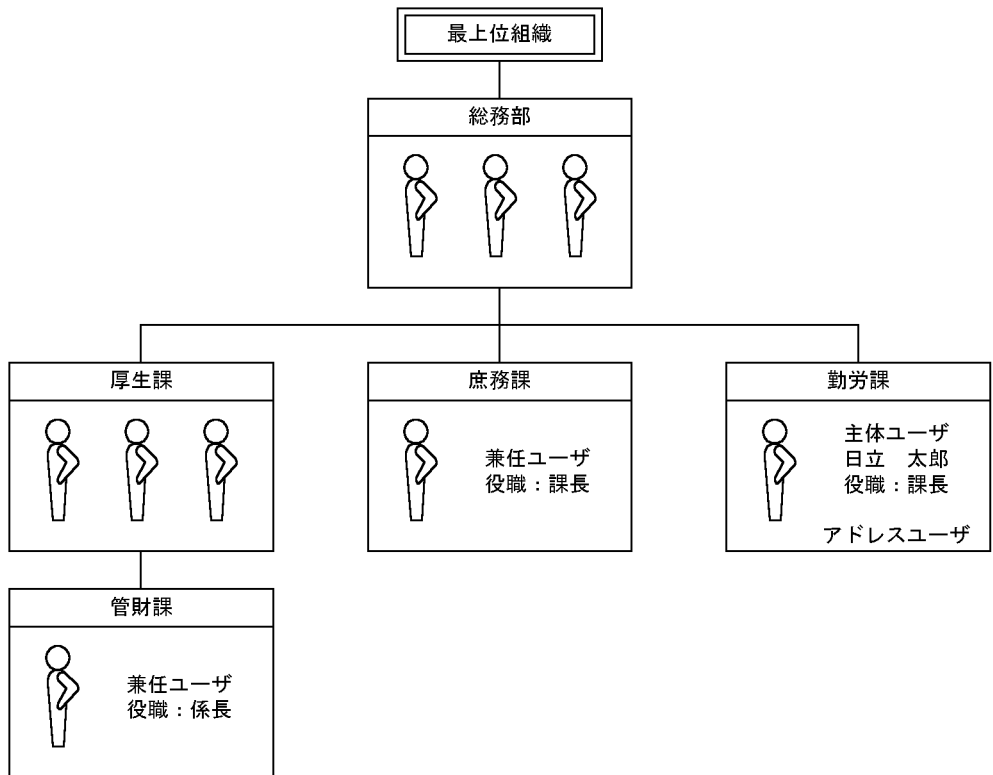 最上位組織
総務部
厚生課
庶務課
勤労課
兼任ユーザ
役職：課長
主体ユーザ
日立　太郎
役職：課長
アドレスユーザ
管財課
兼任ユーザ
役職：係長